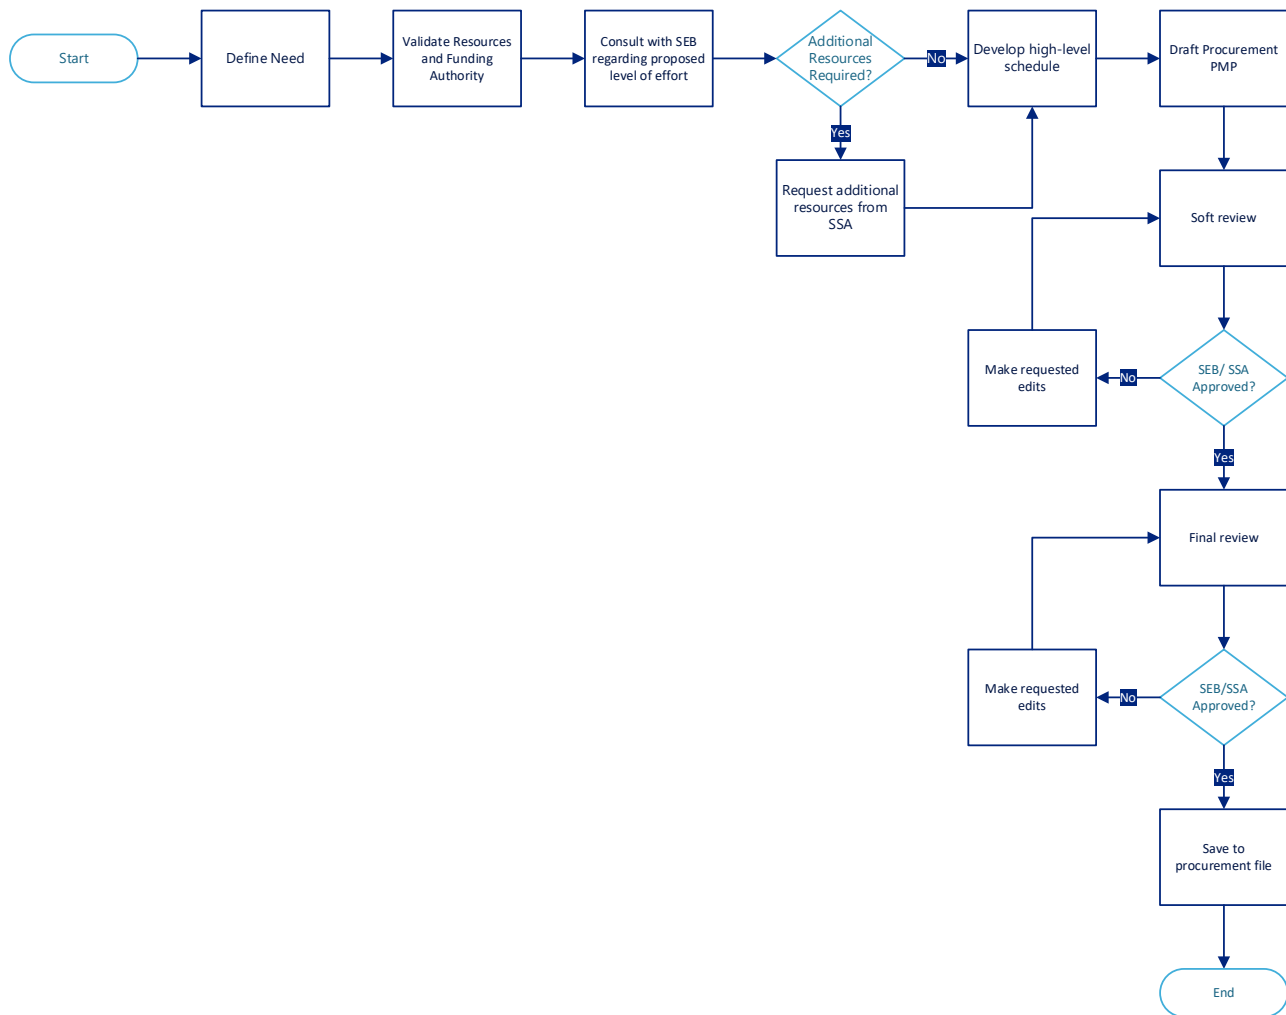 Start
Define Need
Validate Resources
and Funding
Authority
Consult with SEB
regarding proposed
level of effort
Additional
Resources
Required?
No
Develop high-level
schedule
Draft Procurement
PMP
Yes
Request additional
resources from
SSA
Soft review
Make requested
edits
No
SEB/ SSA
Approved?
Yes
Final review
Make requested
edits
No
SEB/SSA
Approved?
Yes
Save to
procurement file
End